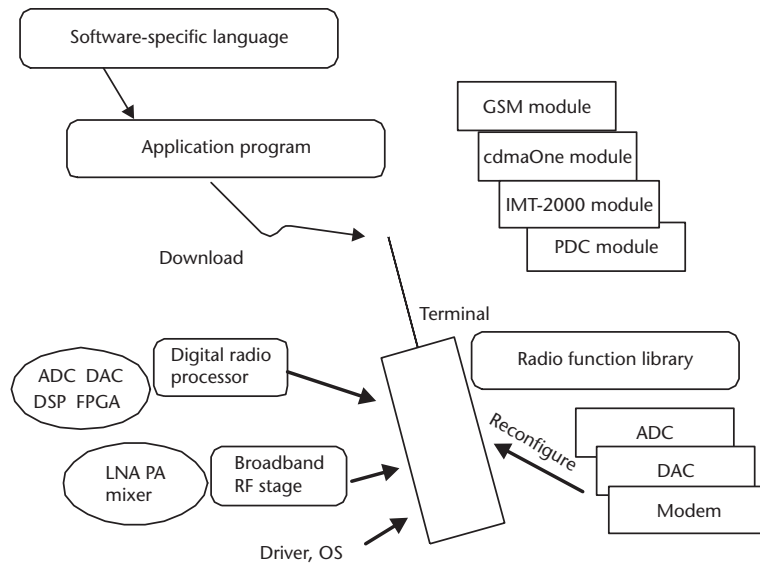 Software-specific language
Application program
Download
GSM module
cdmaOne module
IMT-2000 module
PDC module
Terminal
Digital radio
processor
ADC DAC
DSP FPGA
Radio function library
Reconfigure
ADC
DAC
Modem
Broadband
RF stage
LNA PA
mixer
Driver, OS